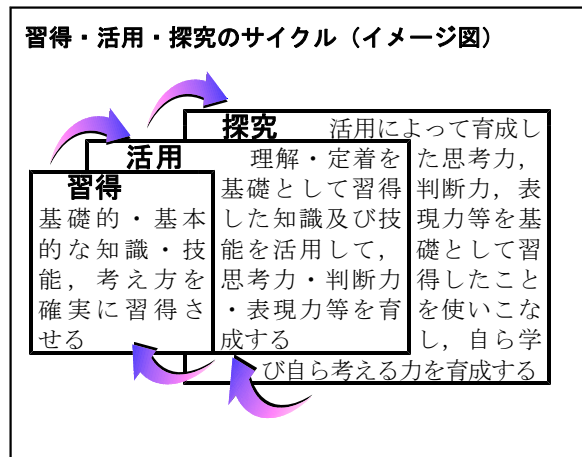 習得・活用・探究のサイクル（イメージ図）
習得
基礎的・基本
的な知識・技
能，考え方を
確実に習得さ
せる
活用
理解・定着を
基礎として習得
した知識及び技
能を活用して，
思考力・判断力
・表現力等を育
成する
探究
活用によって育成し
た思考力，
判断力，表
現力等を基
礎として習
得したこと
を使いこな
し，自ら学
び自ら考える力を育成する